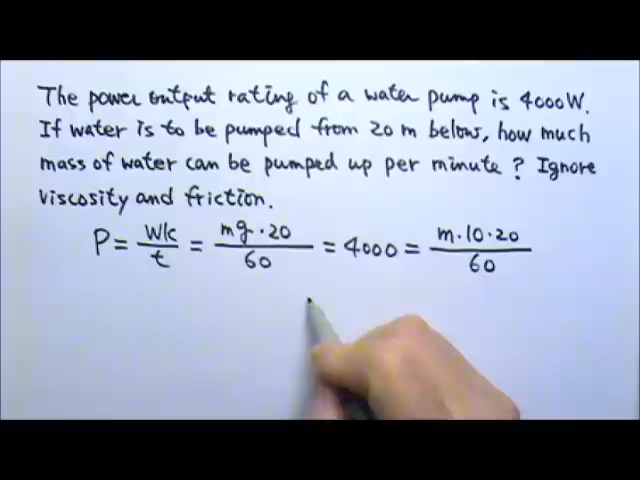 The power output rating of a water pump is 4000W.
If water is to be pumped from 20 m below, how much
mass of water can be pumped up per minute? Ignore
viscosity and friction.
P = Wk/t = mg·20/60 = 4000 = m·10·20/60